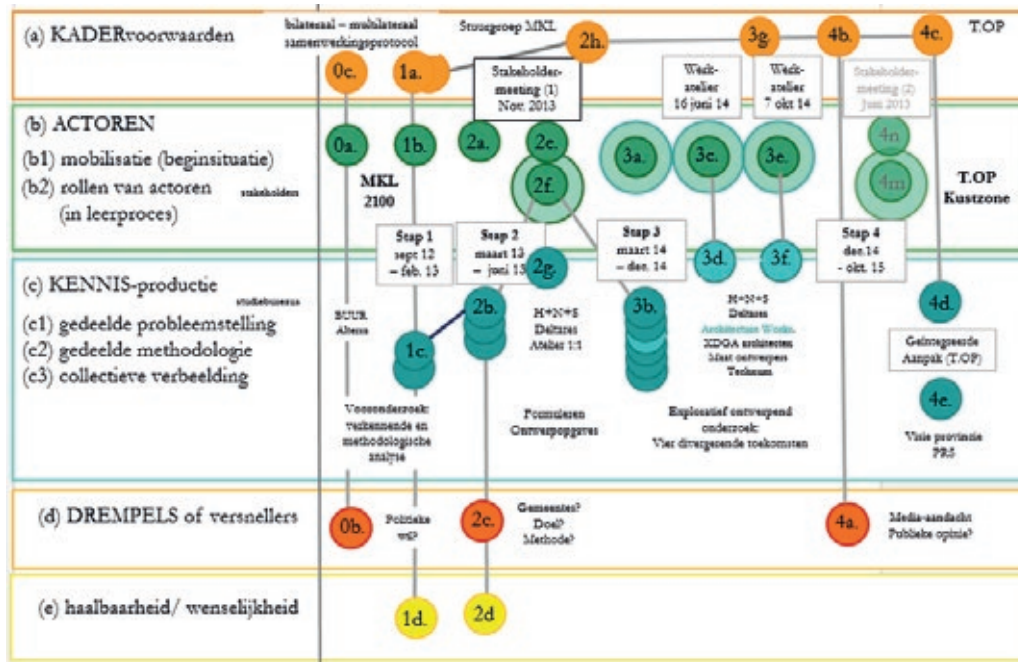 (a) KADERvoorwaarden
bilateraal – multilateraal
samenwerkingsprotocol
Stuurgroep MKL
T.OP
0c.
1a.
2h.
3g.
4b.
4c.
Stakeholder-
meeting (1)
Nov. 2013
Werk-
atelier
16 juni 14
Werk-
atelier
7 okt 14
Stakeholder-
meeting (2)
Juni 2013
(b) ACTOREN
(b1) mobilisatie (beginsituatie)
(b2) rollen van actoren
(in leerproces)
stakeholders
0a.
1b.
2a.
2e.
2f.
3a.
3c.
3e.
4n
4m
MKL
2100
T.OP
Kustzone
Stap 1
sept 12
– feb. 13
Stap 2
maart 13
– juni 13
Stap 3
maart 14
– dec. 14
Stap 4
dec.14
- okt. 15
(c) KENNIS-productie
studiebureaus
(c1) gedeelde probleemstelling
(c2) gedeelde methodologie
(c3) collectieve verbeelding
2g.
3d.
3f.
1c.
2b.
3b.
4d.
4e.
BUUR
Alterra
H+N+S
Deltares
Atelier 1:1
H+N+S
Deltares
Architecture Works.
XDGA architecten
Maat ontwerpers
Technum
Geïntegreerde
Aanpak (T.OP)
Visie provincie
PRS
Vooronderzoek:
verkennende en
methodologische
analyse
Formuleren
Ontwerpopgaves
Exploratief ontwerpend
onderzoek:
Vier divergerende toekomsten
(d) DREMPELS of versnellers
0b.
Politieke
wil?
2c.
Gemeentes?
Doel?
Methode?
4a.
Media-aandacht
Publieke opinie?
(e) haalbaarheid/ wenselijkheid
1d.
2d